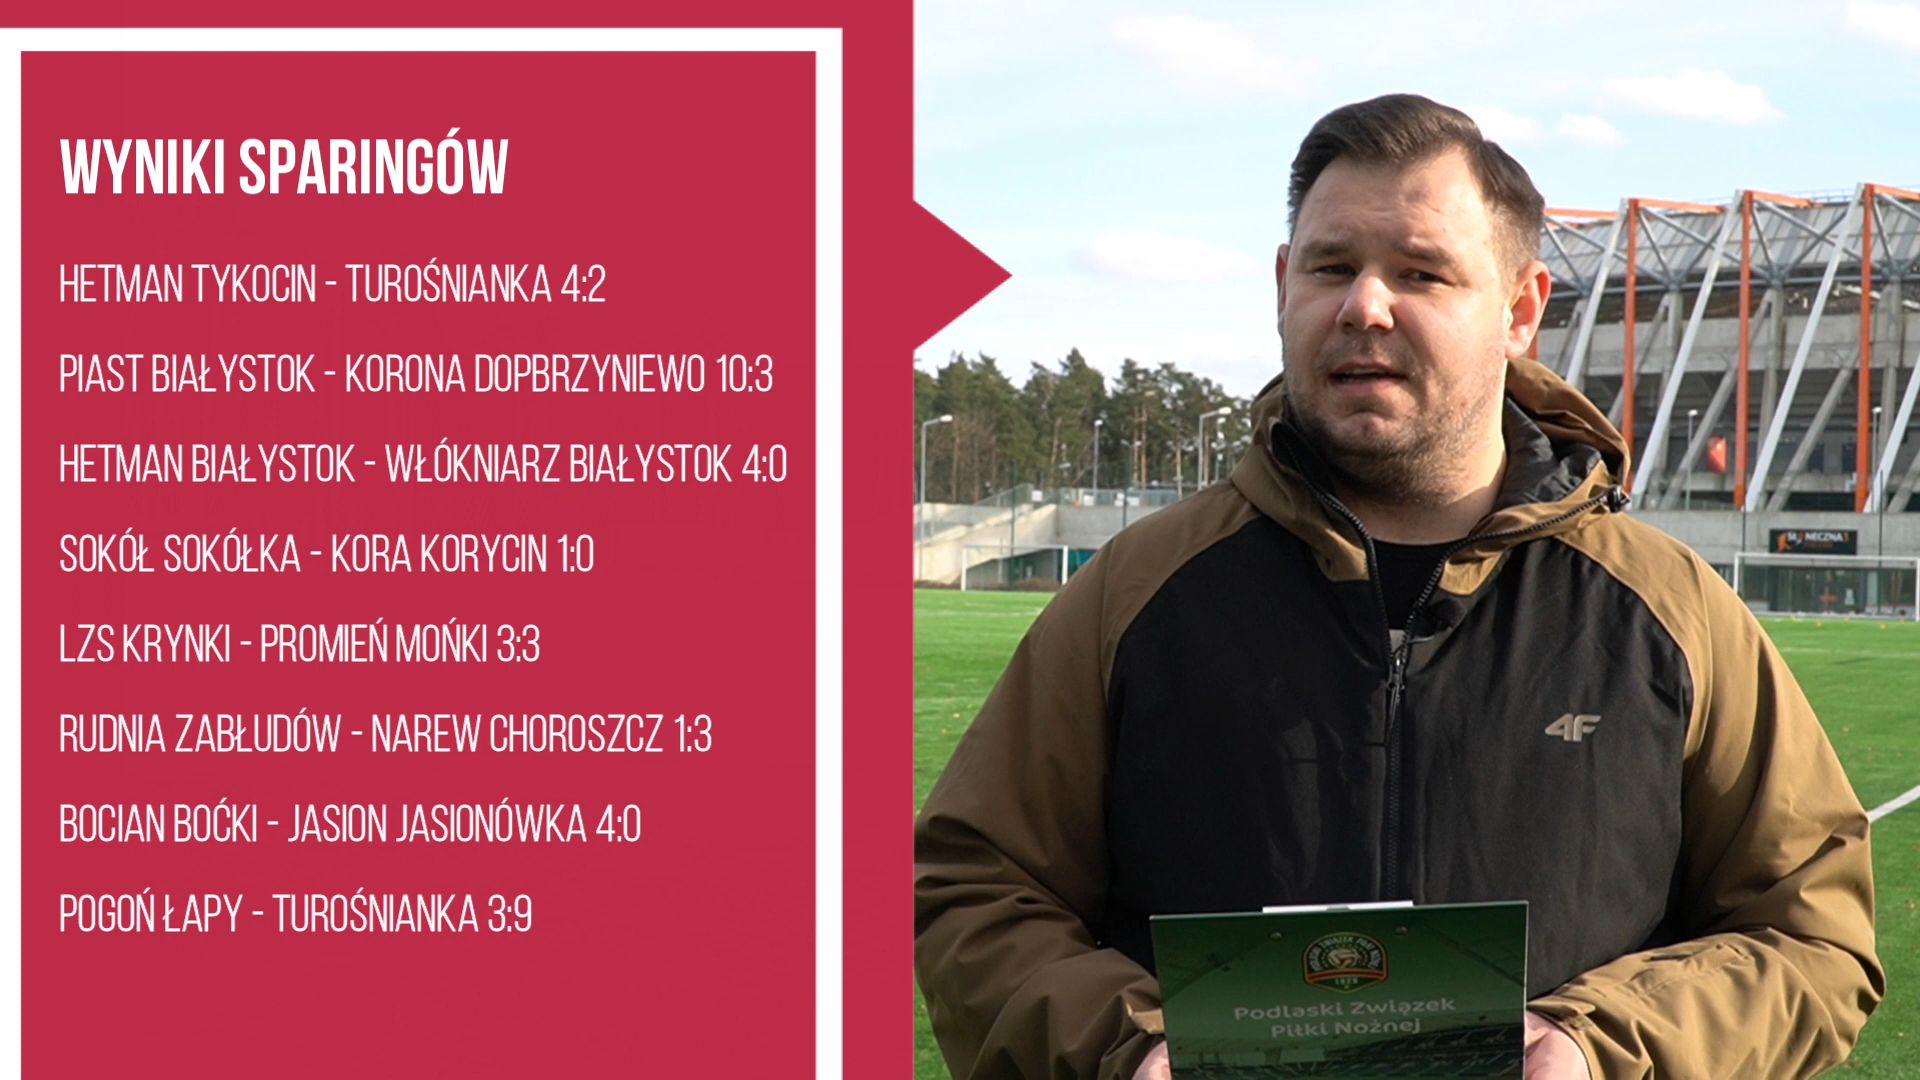 WYNIKI SPARINGÓW
HETMAN TYKOCIN - TUROŚNIANKA 4:2
PIAST BIAŁYSTOK - KORONA DOPBRZYNIEWO 10:3
HETMAN BIAŁYSTOK - WŁÓKNIARZ BIAŁYSTOK 4:0
SOKÓŁ SOKÓŁKA - KORA KORYCIN 1:0
LZS KRYNKI - PROMIEŃ MOŃKI 3:3
RUDNIA ZABŁUDÓW - NAREW CHOROSZCZ 1:3
BOCIAN BOĆKI - JASION JASIONÓWKA 4:0
POGOŃ ŁAPY - TUROŚNIANKA 3:9
4F
1929
Podlaski Związek
Piłki Nożnej